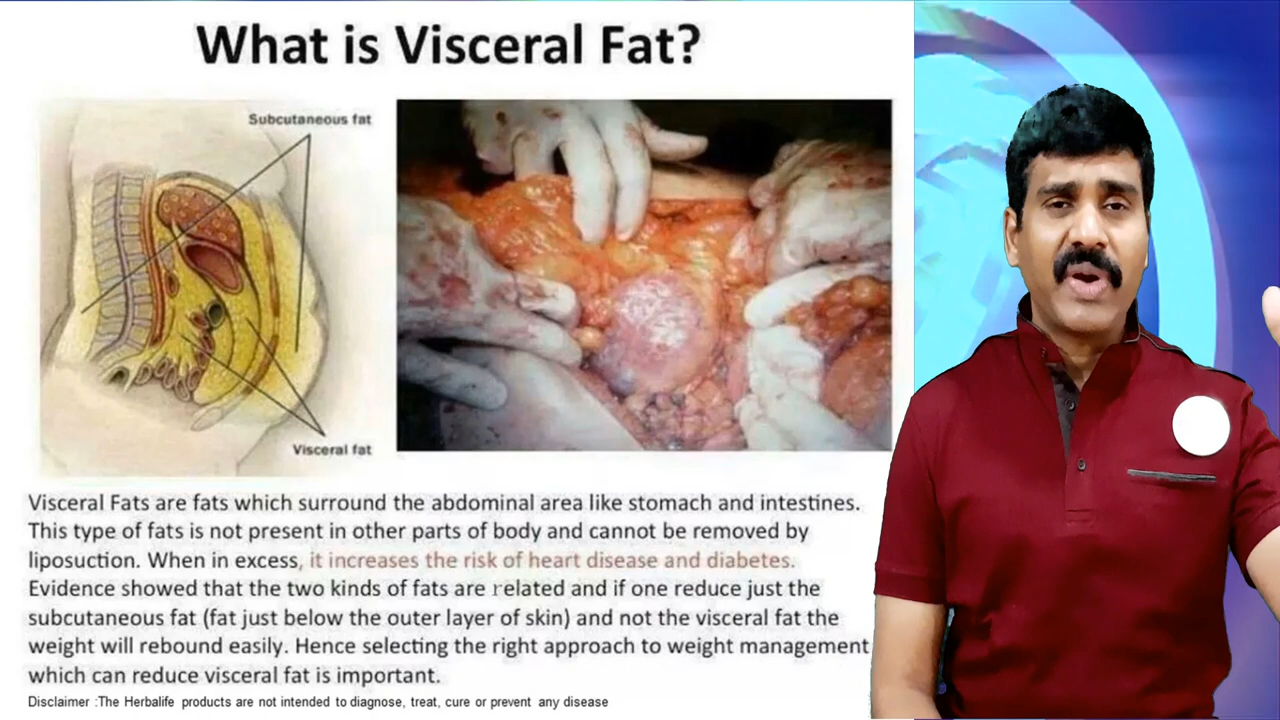 What is Visceral Fat?
Subcutaneous fat
Visceral fat
Visceral Fats are fats which surround the abdominal area like stomach and intestines.
This type of fats is not present in other parts of body and cannot be removed by
liposuction. When in excess, it increases the risk of heart disease and diabetes.
Evidence showed that the two kinds of fats are related and if one reduce just the
subcutaneous fat (fat just below the outer layer of skin) and not the visceral fat the
weight will rebound easily. Hence selecting the right approach to weight management
which can reduce visceral fat is important.
Disclaimer :The Herbalife products are not intended to diagnose, treat, cure or prevent any disease